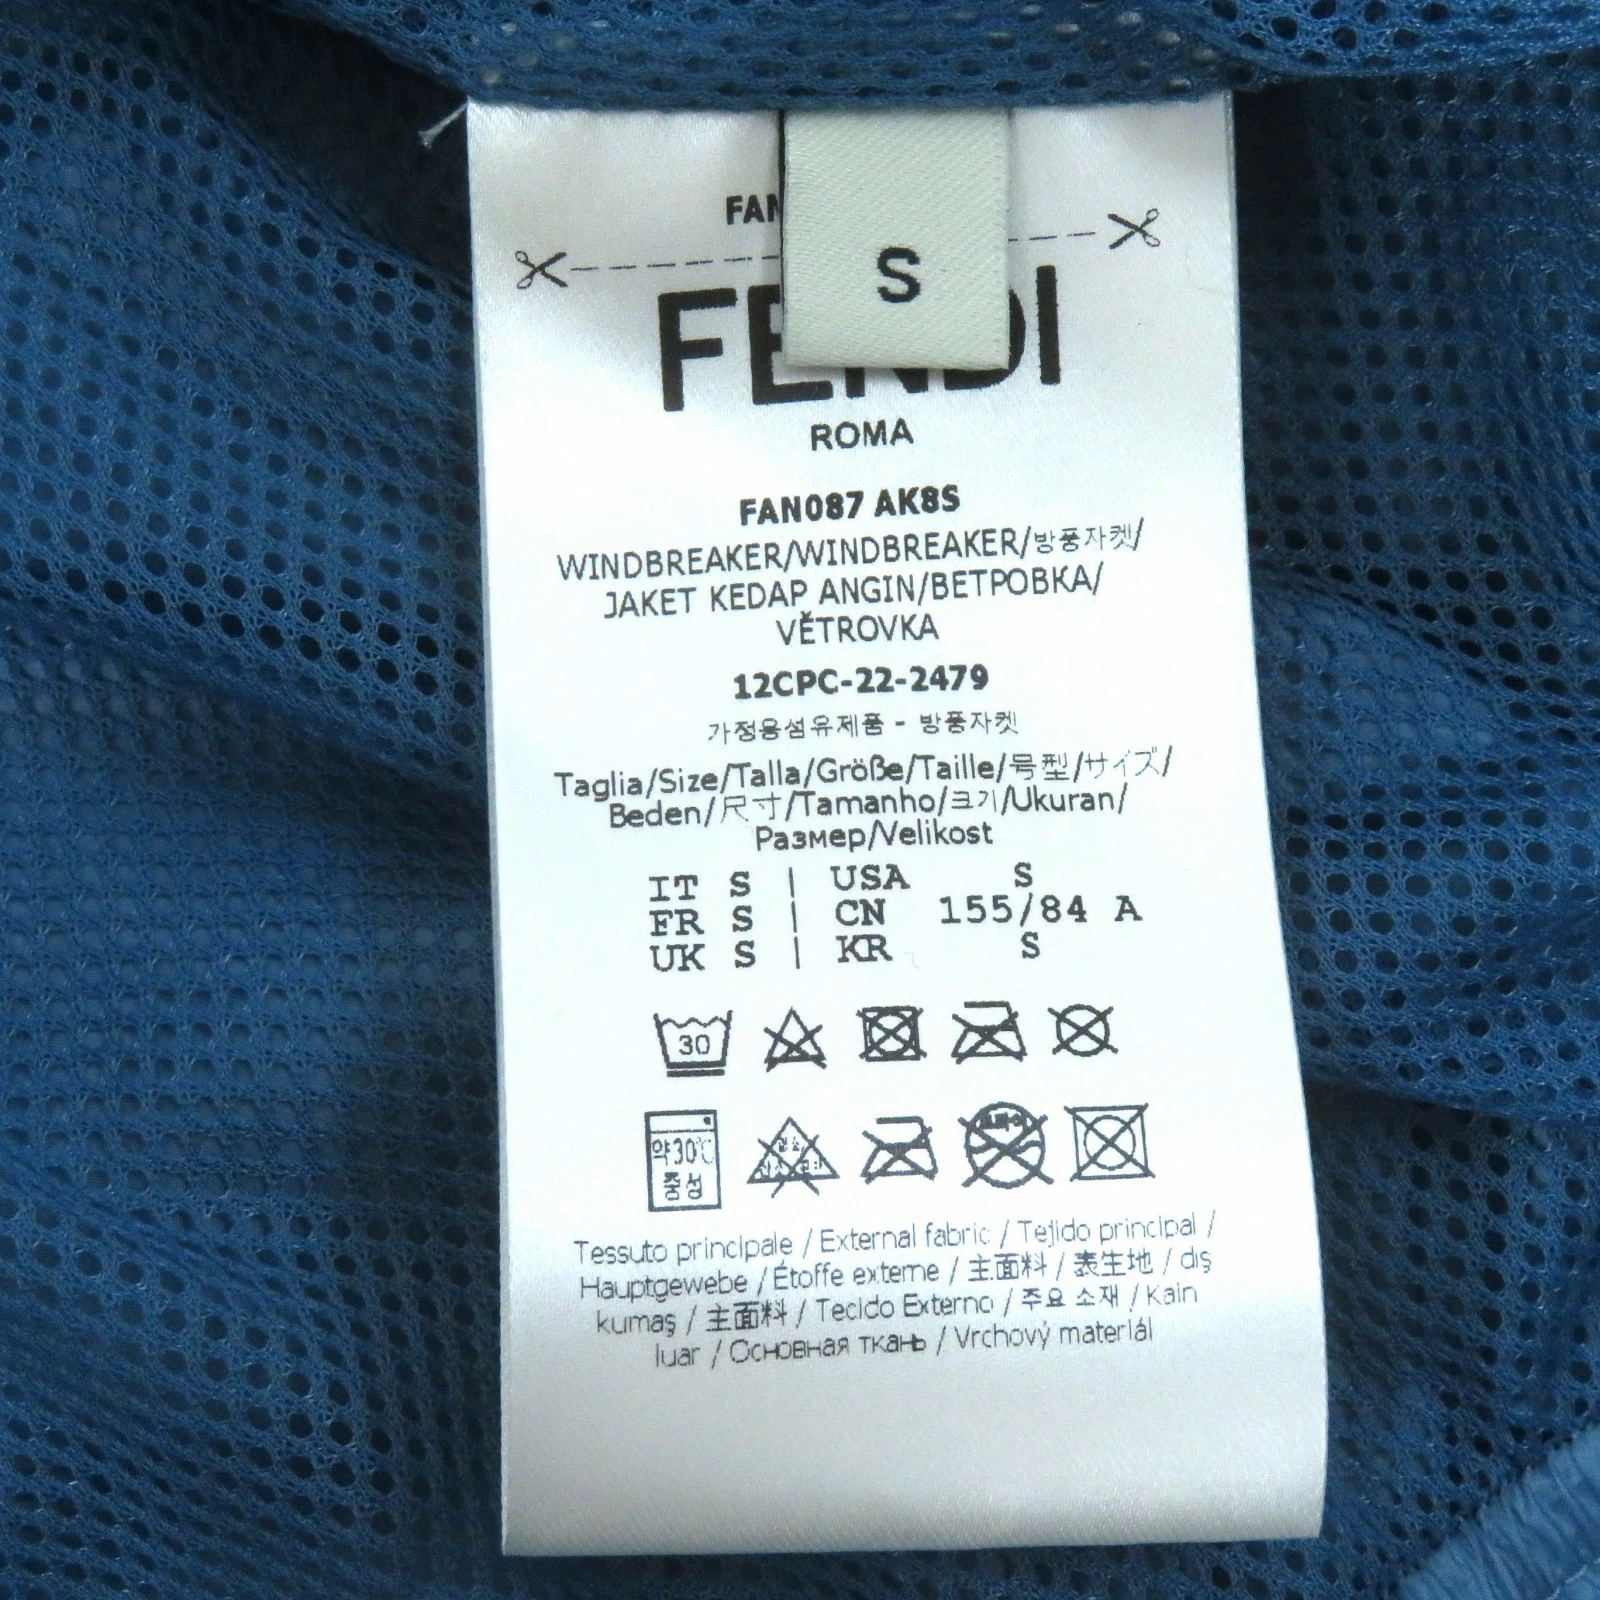 FAN
S
FENDI
ROMA
FAN087 AK8S
WINDBREAKER/WINDBREAKER/방풍자켓/
JAKET KEDAP ANGIN/ВЕТРОВКА/
VĚTROVKA
12CPC-22-2479
가정용섬유제품 - 방풍자켓
Taglia/Size/Talla/Größe/Taille/号型/サイズ/
Beden/尺寸/Tamanho/크기/Ukuran/
Размер/Velikost
IT S | USA S
FR S | CN 155/84 A
UK S | KR S
30
약30℃
중성
Tessuto principale / External fabric / Tejido principal /
Hauptgewebe / Étoffe externe / 主面料 / 表生地 / dış
kumaş / 主面料 / Tecido Externo / 주요 소재 / Kain
luar / Основная ткань / Vrchový materiál